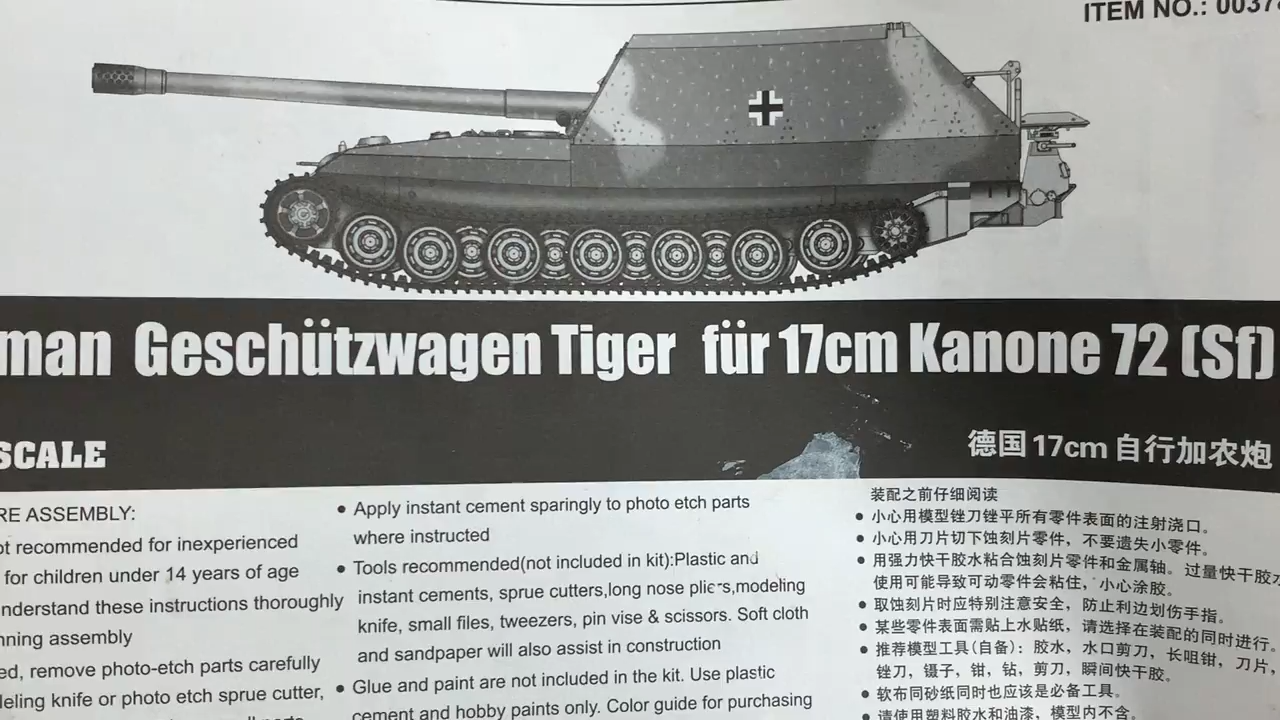 ITEM NO.: 0037
man Geschützwagen Tiger für 17cm Kanone 72 (Sf)
SCALE
德国17cm自行加农炮
RE ASSEMBLY:
ot recommended for inexperienced
for children under 14 years of age
nderstand these instructions thoroughly
nning assembly
ed, remove photo-etch parts carefully
deling knife or photo etch sprue cutter,
● Apply instant cement sparingly to photo etch parts
where instructed
● Tools recommended(not included in kit):Plastic and
instant cements, sprue cutters,long nose pliers,modeling
knife, small files, tweezers, pin vise & scissors. Soft cloth
and sandpaper will also assist in construction
● Glue and paint are not included in the kit. Use plastic
cement and hobby paints only. Color guide for purchasing
装配之前仔细阅读
● 小心用模型锉刀锉平所有零件表面的注射浇口。
● 小心用刀片切下蚀刻片零件，不要遗失小零件。
● 用强力快干胶水粘合蚀刻片零件和金属轴。过量快干胶水
使用可能导致可动零件会粘住，小心涂胶。
● 取蚀刻片时应特别注意安全，防止利边划伤手指。
● 某些零件表面需贴上水贴纸，请选择在装配的同时进行。
● 推荐模型工具(自备)：胶水，水口剪刀，长咀钳，刀片，
锉刀，镊子，钳，钻，剪刀，瞬间快干胶。
● 软布同砂纸同时也应该是必备工具。
● 请使用塑料胶水和油漆，模型内不含。